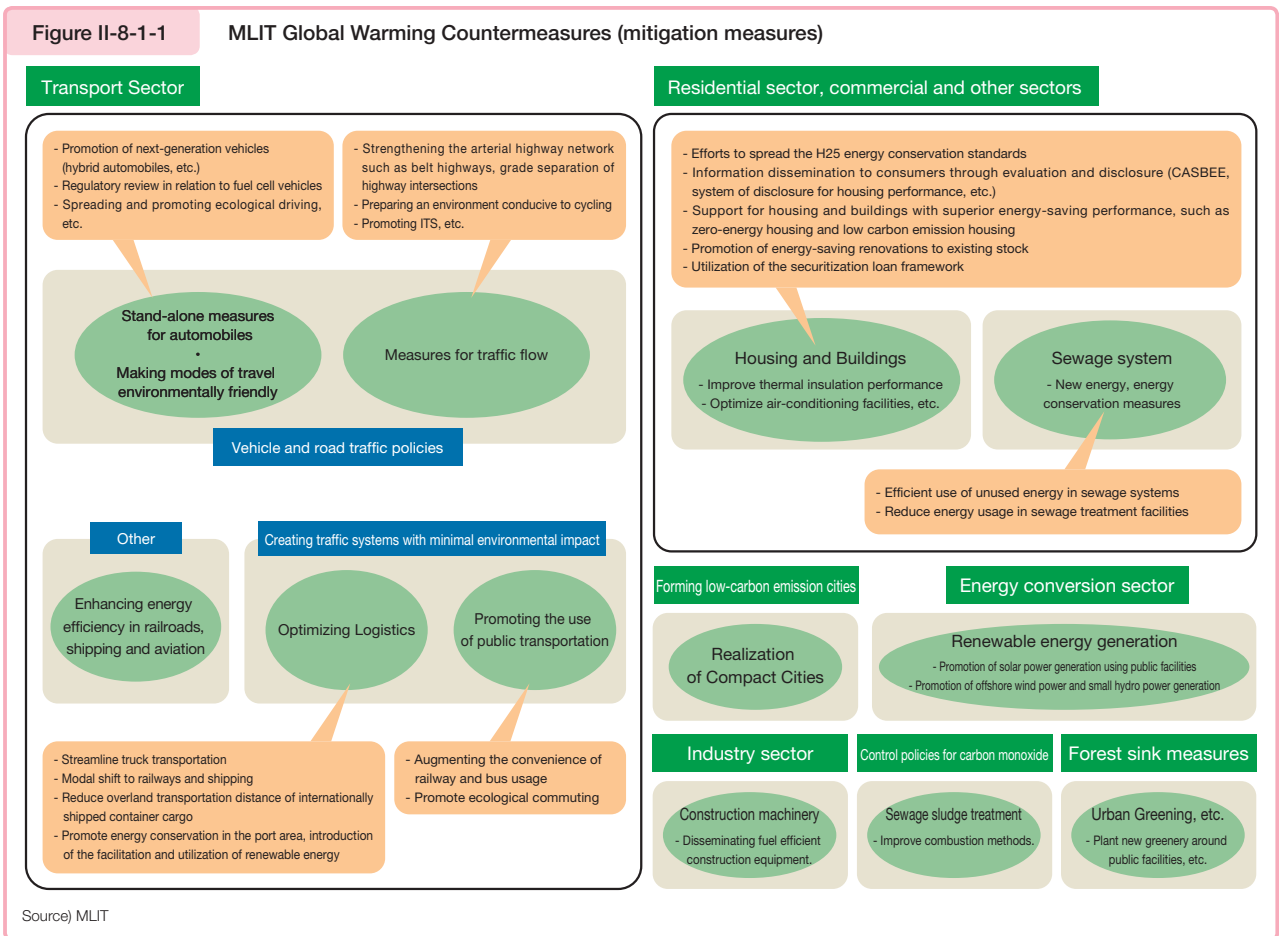 Figure II-8-1-1
MLIT Global Warming Countermeasures (mitigation measures)
Transport Sector
- Promotion of next-generation vehicles
(hybrid automobiles, etc.)
- Regulatory review in relation to fuel cell vehicles
- Spreading and promoting ecological driving,
etc.
- Strengthening the arterial highway network
such as belt highways, grade separation of
highway intersections
- Preparing an environment conducive to cycling
- Promoting ITS, etc.
Stand-alone measures
for automobiles
・
Making modes of travel
environmentally friendly
Measures for traffic flow
Vehicle and road traffic policies
Other
Enhancing energy
efficiency in railroads,
shipping and aviation
Creating traffic systems with minimal environmental impact
Optimizing Logistics
Promoting the use
of public transportation
- Streamline truck transportation
- Modal shift to railways and shipping
- Reduce overland transportation distance of internationally
shipped container cargo
- Promote energy conservation in the port area, introduction
of the facilitation and utilization of renewable energy
- Augmenting the convenience of
railway and bus usage
- Promote ecological commuting
Residential sector, commercial and other sectors
- Efforts to spread the H25 energy conservation standards
- Information dissemination to consumers through evaluation and disclosure (CASBEE,
system of disclosure for housing performance, etc.)
- Support for housing and buildings with superior energy-saving performance, such as
zero-energy housing and low carbon emission housing
- Promotion of energy-saving renovations to existing stock
- Utilization of the securitization loan framework
Housing and Buildings
- Improve thermal insulation performance
- Optimize air-conditioning facilities, etc.
Sewage system
- New energy, energy
conservation measures
- Efficient use of unused energy in sewage systems
- Reduce energy usage in sewage treatment facilities
Forming low-carbon emission cities
Realization
of Compact Cities
Energy conversion sector
Renewable energy generation
- Promotion of solar power generation using public facilities
- Promotion of offshore wind power and small hydro power generation
Industry sector
Construction machinery
- Disseminating fuel efficient
construction equipment.
Control policies for carbon monoxide
Sewage sludge treatment
- Improve combustion methods.
Forest sink measures
Urban Greening, etc.
- Plant new greenery around
public facilities, etc.
Source) MLIT